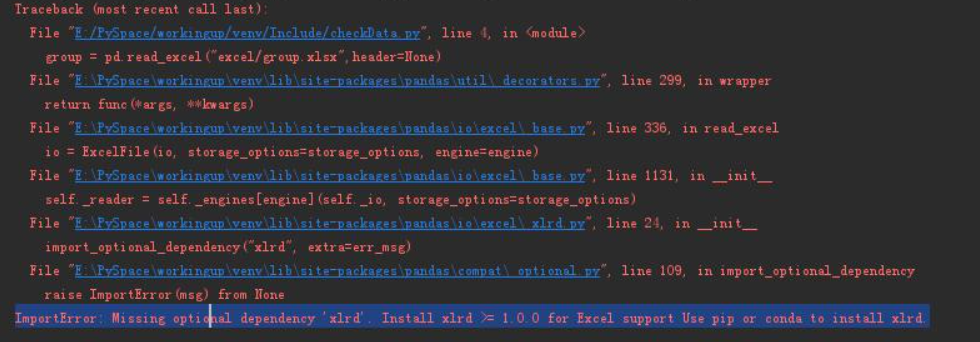 Traceback (most recent call last):
File "E:/PySpace/workingup/venv/Include/checkData.py", line 4, in <module>
group = pd.read_excel("excel/group.xlsx",header=None)
File "E:\PySpace\workingup\venv\lib\site-packages\pandas\util\_decorators.py", line 299, in wrapper
return func(*args, **kwargs)
File "E:\PySpace\workingup\venv\lib\site-packages\pandas\io\excel\_base.py", line 336, in read_excel
io = ExcelFile(io, storage_options=storage_options, engine=engine)
File "E:\PySpace\workingup\venv\lib\site-packages\pandas\io\excel\_base.py", line 1131, in __init__
self._reader = self._engines[engine](self._io, storage_options=storage_options)
File "E:\PySpace\workingup\venv\lib\site-packages\pandas\io\excel\_xlrd.py", line 24, in __init__
import_optional_dependency("xlrd", extra=err_msg)
File "E:\PySpace\workingup\venv\lib\site-packages\pandas\compat\_optional.py", line 109, in import_optional_dependency
raise ImportError(msg) from None
ImportError: Missing optional dependency 'xlrd'. Install xlrd >= 1.0.0 for Excel support Use pip or conda to install xlrd.